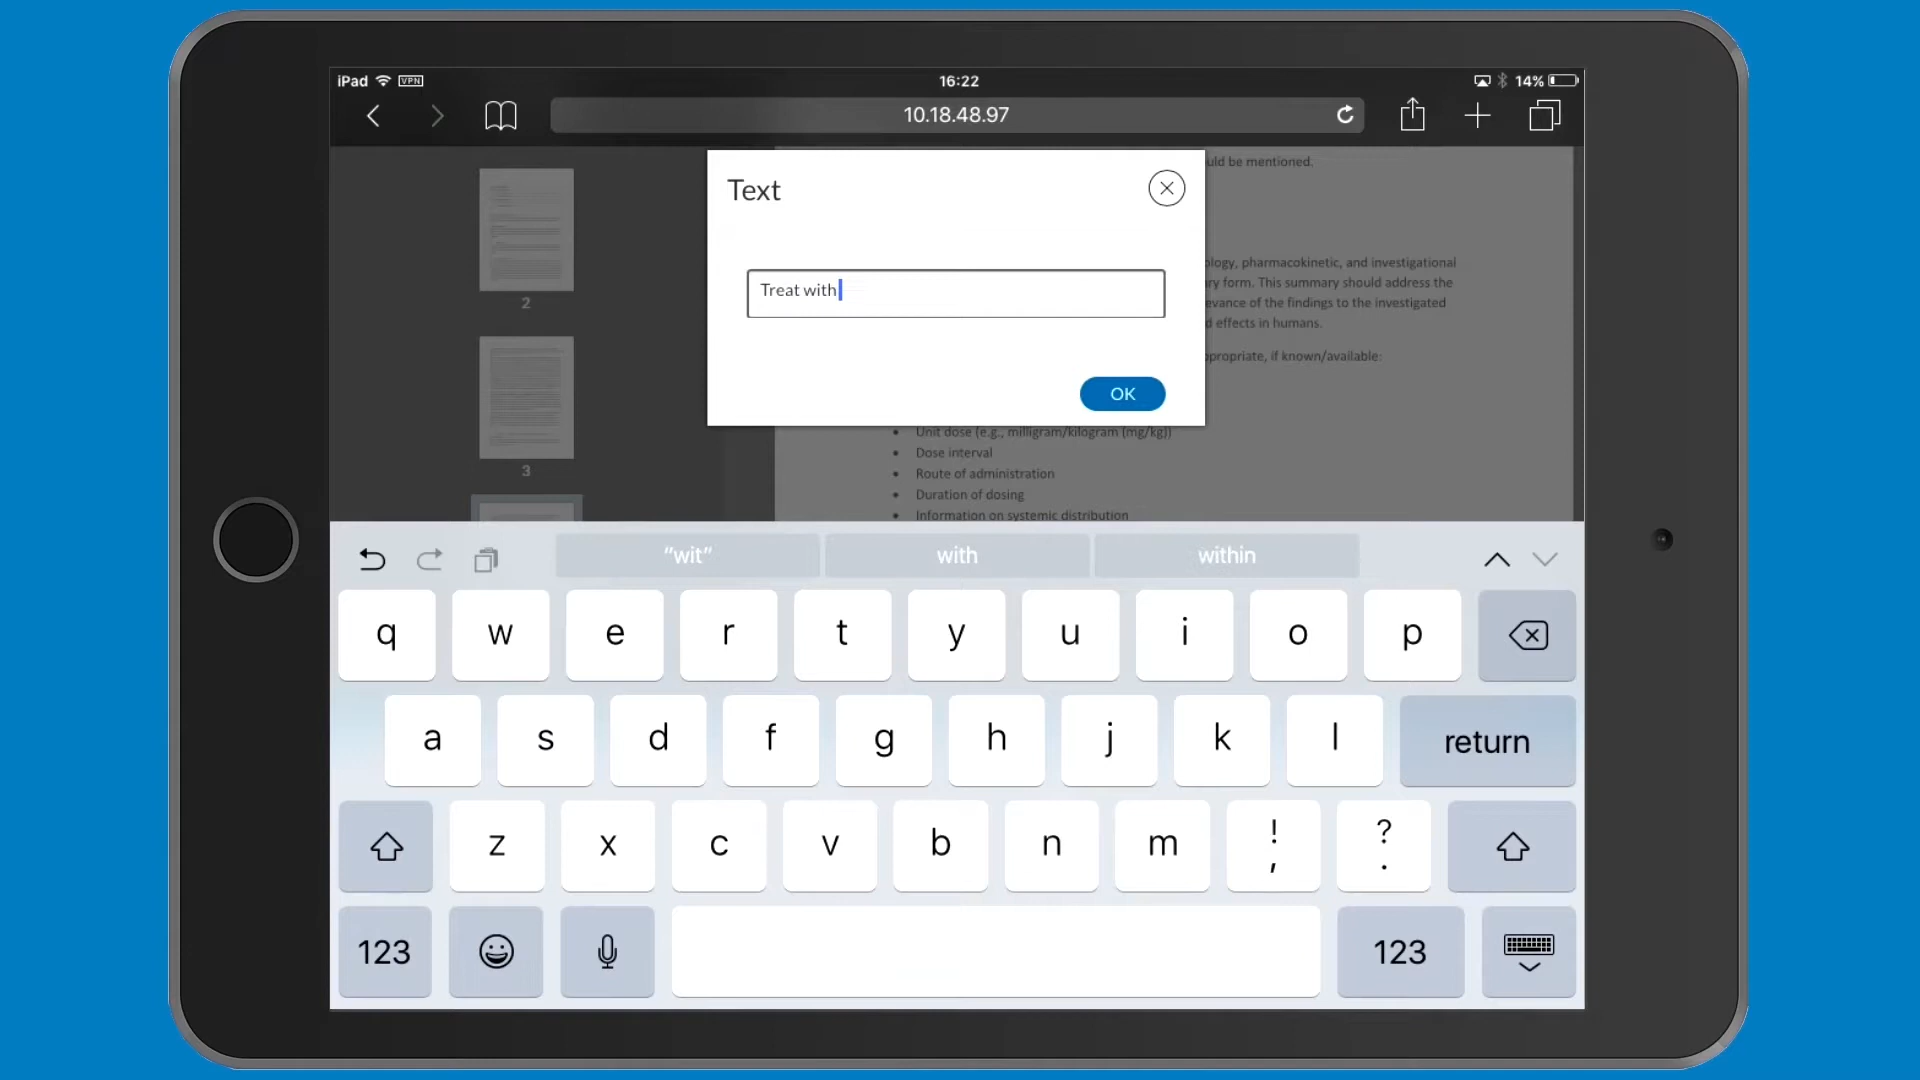 iPad VPN 16:22 14%
10.18.48.97
uld be mentioned.
Text
Treat with
OK
ology, pharmacokinetic, and investigational
ry form. This summary should address the
evance of the findings to the investigated
d effects in humans.
ppropriate, if known/available:
• Unit dose (e.g., milligram/kilogram (mg/kg))
• Dose interval
• Route of administration
• Duration of dosing
• Information on systemic distribution
2
3
"wit" with within
q w e r t y u i o p
a s d f g h j k l return
z x c v b n m ! , ? .
123 123